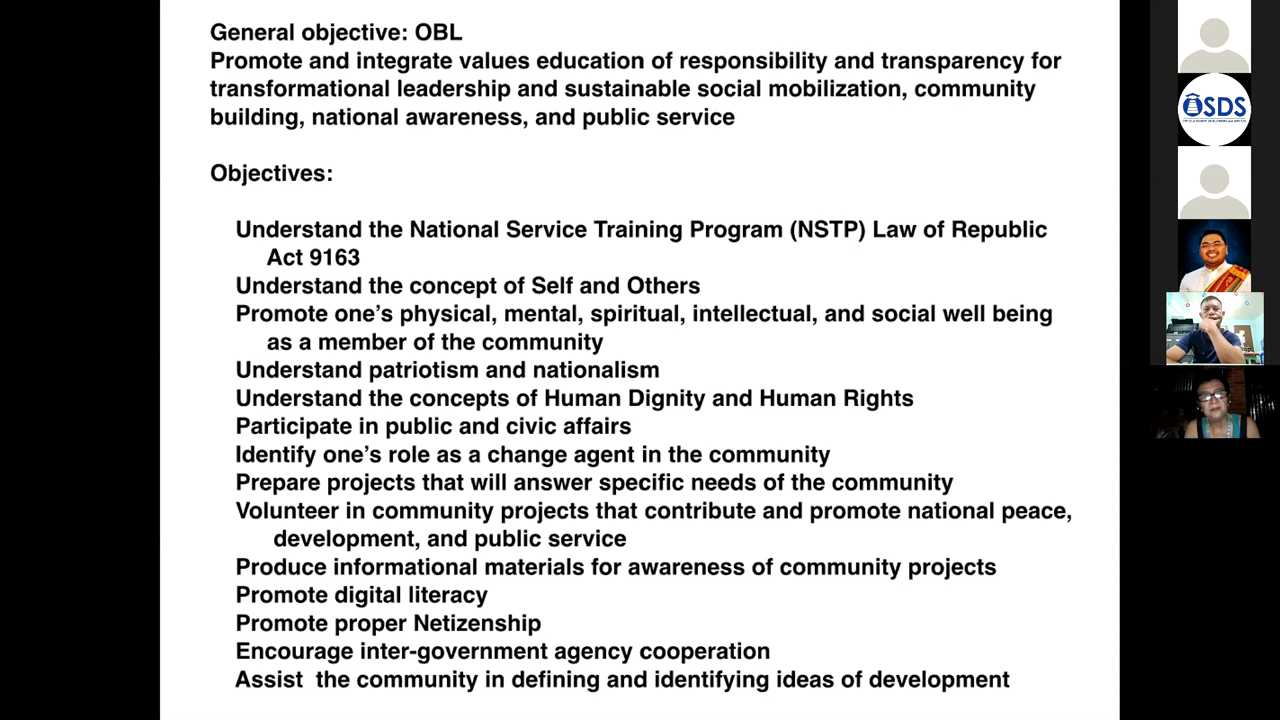 General objective: OBL
Promote and integrate values education of responsibility and transparency for
transformational leadership and sustainable social mobilization, community
building, national awareness, and public service
Objectives:
Understand the National Service Training Program (NSTP) Law of Republic
Act 9163
Understand the concept of Self and Others
Promote one’s physical, mental, spiritual, intellectual, and social well being
as a member of the community
Understand patriotism and nationalism
Understand the concepts of Human Dignity and Human Rights
Participate in public and civic affairs
Identify one’s role as a change agent in the community
Prepare projects that will answer specific needs of the community
Volunteer in community projects that contribute and promote national peace,
development, and public service
Produce informational materials for awareness of community projects
Promote digital literacy
Promote proper Netizenship
Encourage inter-government agency cooperation
Assist  the community in defining and identifying ideas of development
OSDS